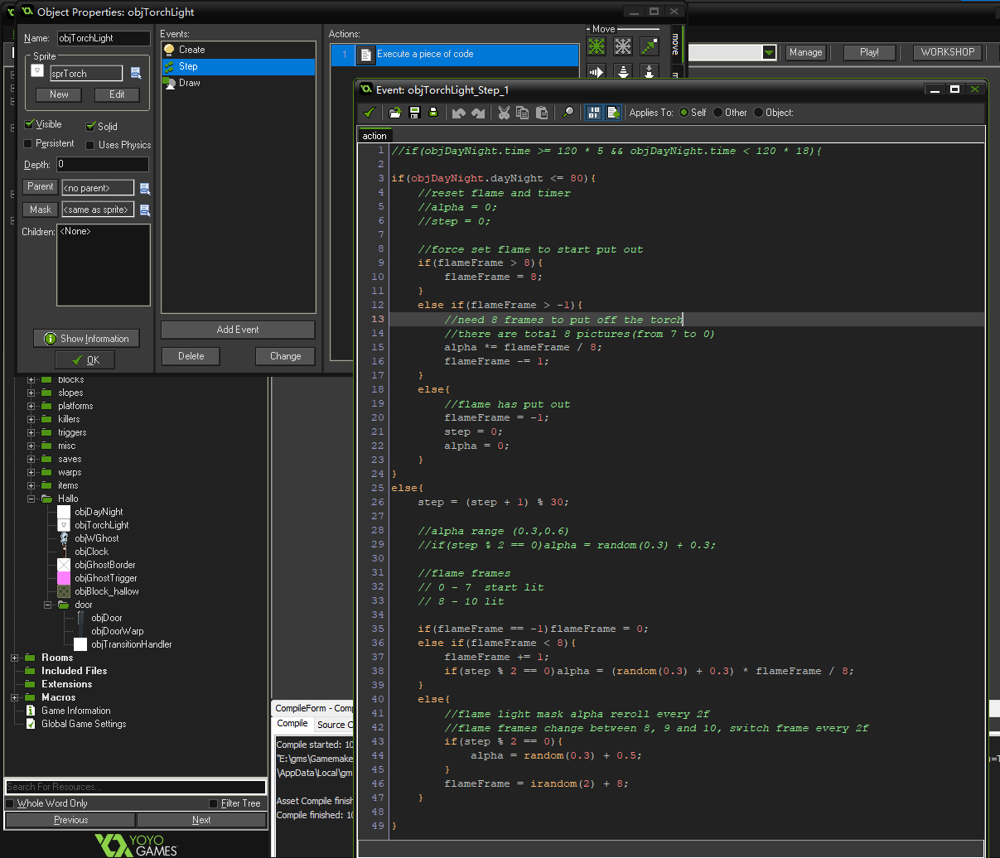 Object Properties: objTorchLight
Name: objTorchLight
Sprite
sprTorch
New
Edit
Visible
Solid
Persistent
Uses Physics
Depth: 0
Parent
<no parent>
Mask
<same as sprite>
Children:
<None>
Show Information
OK
Events:
Create
Step
Draw
Add Event
Delete
Change
Actions:
1 Execute a piece of code
Move
move
Manage
Play!
WORKSHOP
Event: objTorchLight_Step_1
Applies To:
Self
Other
Object:
action
1 //if(objDayNight.time >= 120 * 5 && objDayNight.time < 120 * 18){
2
3 if(objDayNight.dayNight <= 80){
4 //reset flame and timer
5 //alpha = 0;
6 //step = 0;
7
8 //force set flame to start put out
9 if(flameFrame > 8){
10 flameFrame = 8;
11 }
12 else if(flameFrame > -1){
13 //need 8 frames to put off the torch
14 //there are total 8 pictures(from 7 to 0)
15 alpha *= flameFrame / 8;
16 flameFrame -= 1;
17 }
18 else{
19 //flame has put out
20 flameFrame = -1;
21 step = 0;
22 alpha = 0;
23 }
24 }
25 else{
26 step = (step + 1) % 30;
27
28 //alpha range (0.3,0.6)
29 //if(step % 2 == 0)alpha = random(0.3) + 0.3;
30
31 //flame frames
32 // 0 - 7  start lit
33 // 8 - 10 lit
34
35 if(flameFrame == -1)flameFrame = 0;
36 else if(flameFrame < 8){
37 flameFrame += 1;
38 if(step % 2 == 0)alpha = (random(0.3) + 0.3) * flameFrame / 8;
39 }
40 else{
41 //flame light mask alpha reroll every 2f
42 //flame frames change between 8, 9 and 10, switch frame every 2f
43 if(step % 2 == 0){
44 alpha = random(0.3) + 0.5;
45 }
46 flameFrame = irandom(2) + 8;
47 }
48
49 }
blocks
slopes
platforms
killers
triggers
misc
saves
warps
items
Hallo
objDayNight
objTorchLight
objWGhost
objClock
objGhostBorder
objGhostTrigger
objBlock_hallow
door
objDoor
objDoorWarp
objTransitionHandler
Rooms
Included Files
Extensions
Macros
Game Information
Global Game Settings
Search For Resources...
Whole Word Only
Filter Tree
Previous
Next
YOYO
GAMES
CompileForm - Comp
Compile
Source C
Compile started: 10
"E:\gms\Gamemake
\AppData\Local\gm
Asset Compile finish
Compile finished: 10